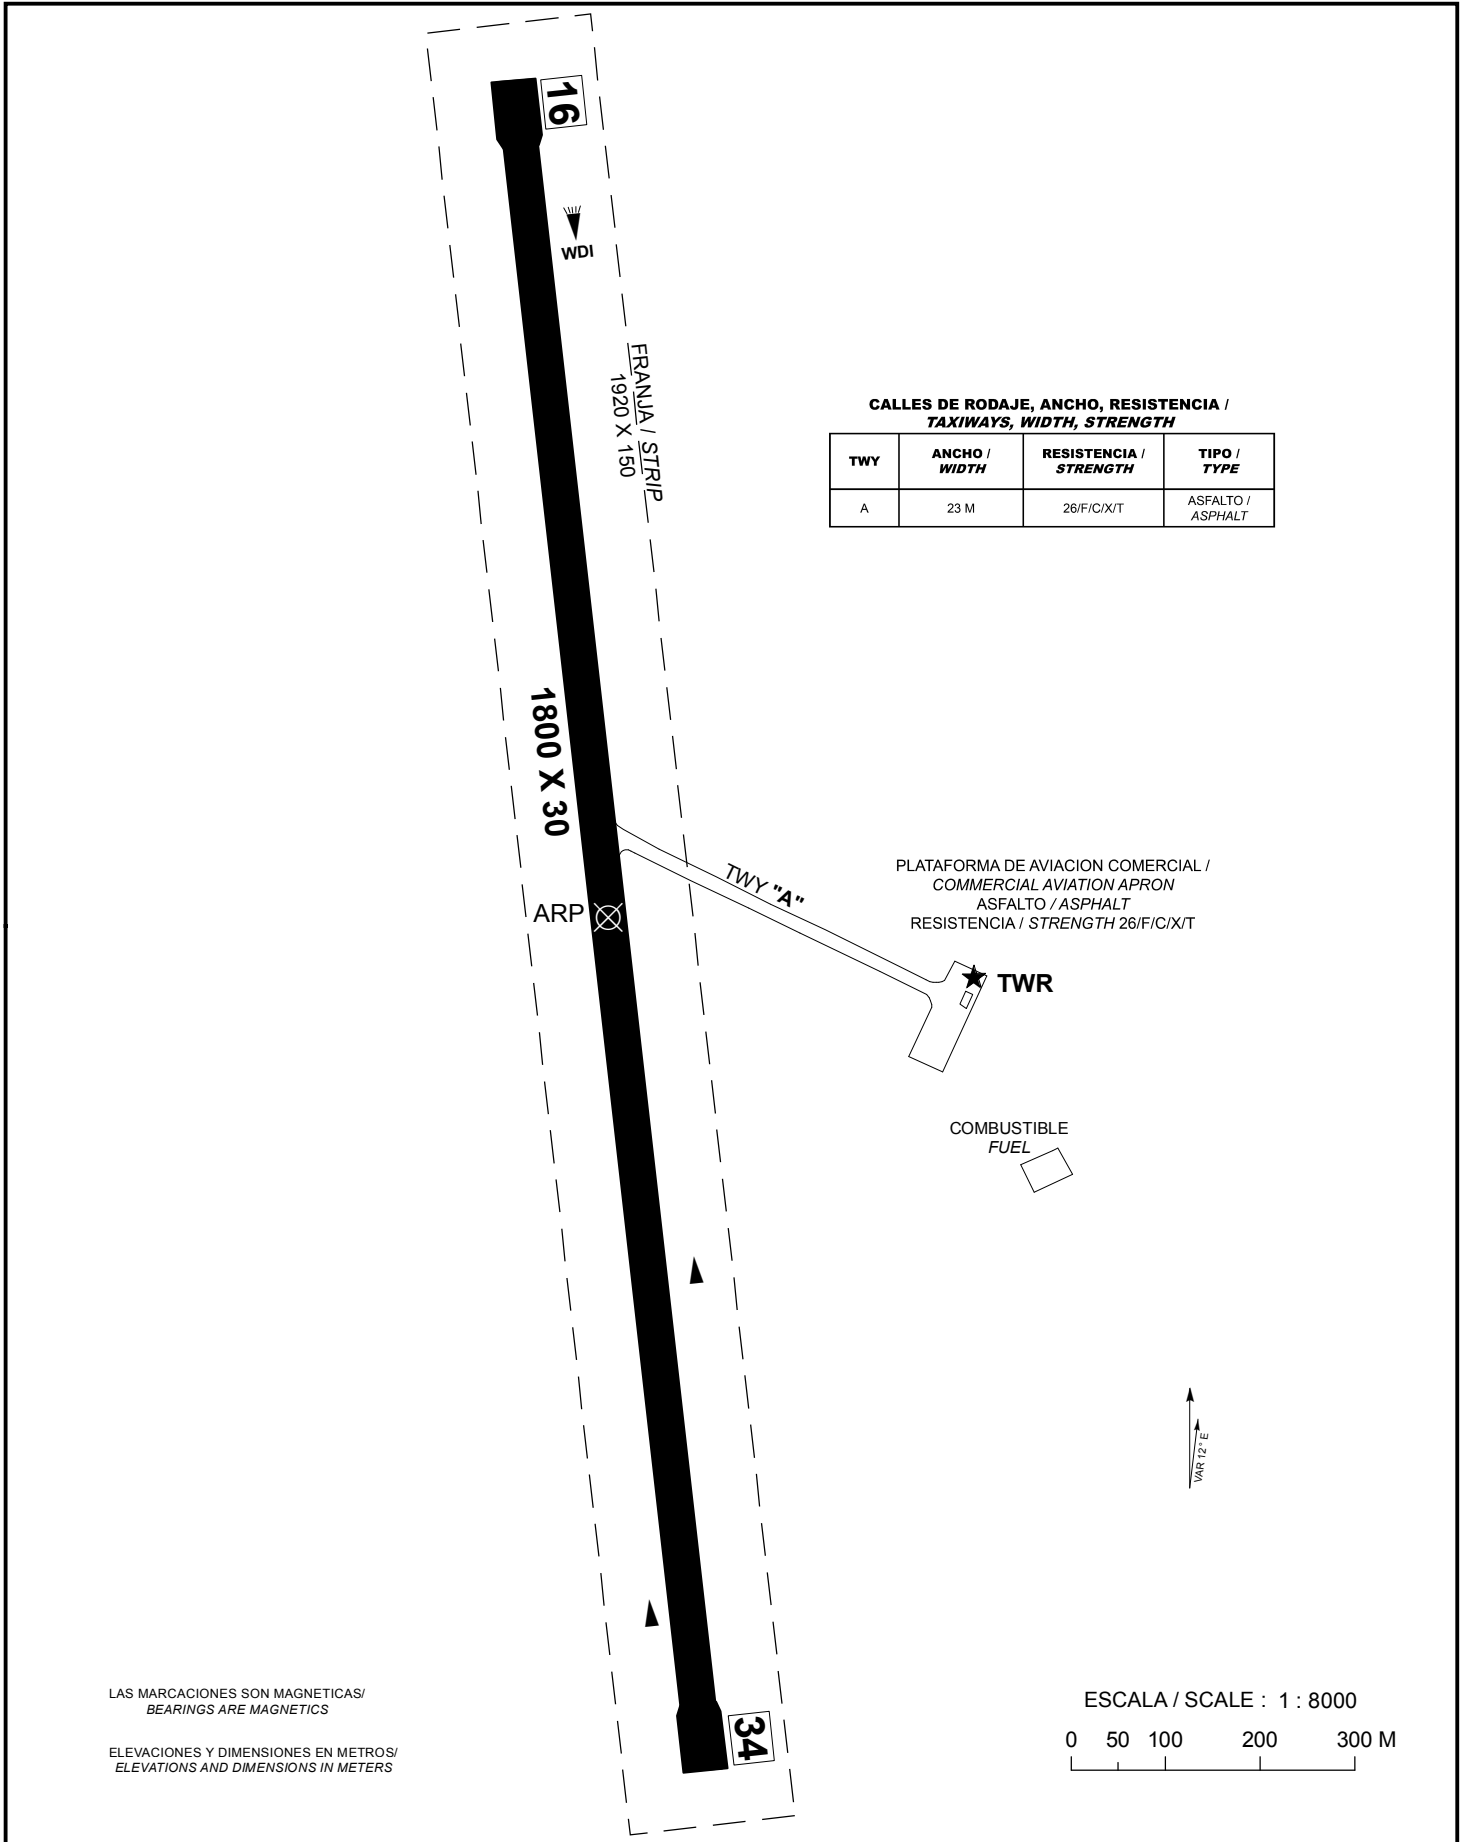 16
WDI
FRANJA / STRIP
1920 X 150
CALLES DE RODAJE, ANCHO, RESISTENCIA /
TAXIWAYS, WIDTH, STRENGTH
TWY
ANCHO /
WIDTH
RESISTENCIA /
STRENGTH
TIPO /
TYPE
A
23 M
26/F/C/X/T
ASFALTO /
ASPHALT
1800 X 30
TWY "A"
ARP
PLATAFORMA DE AVIACION COMERCIAL /
COMMERCIAL AVIATION APRON
ASFALTO / ASPHALT
RESISTENCIA / STRENGTH 26/F/C/X/T
TWR
COMBUSTIBLE
FUEL
VAR 12° E
LAS MARCACIONES SON MAGNETICAS/
BEARINGS ARE MAGNETICS
ELEVACIONES Y DIMENSIONES EN METROS/
ELEVATIONS AND DIMENSIONS IN METERS
34
ESCALA / SCALE : 1 : 8000
0 50 100 200 300 M